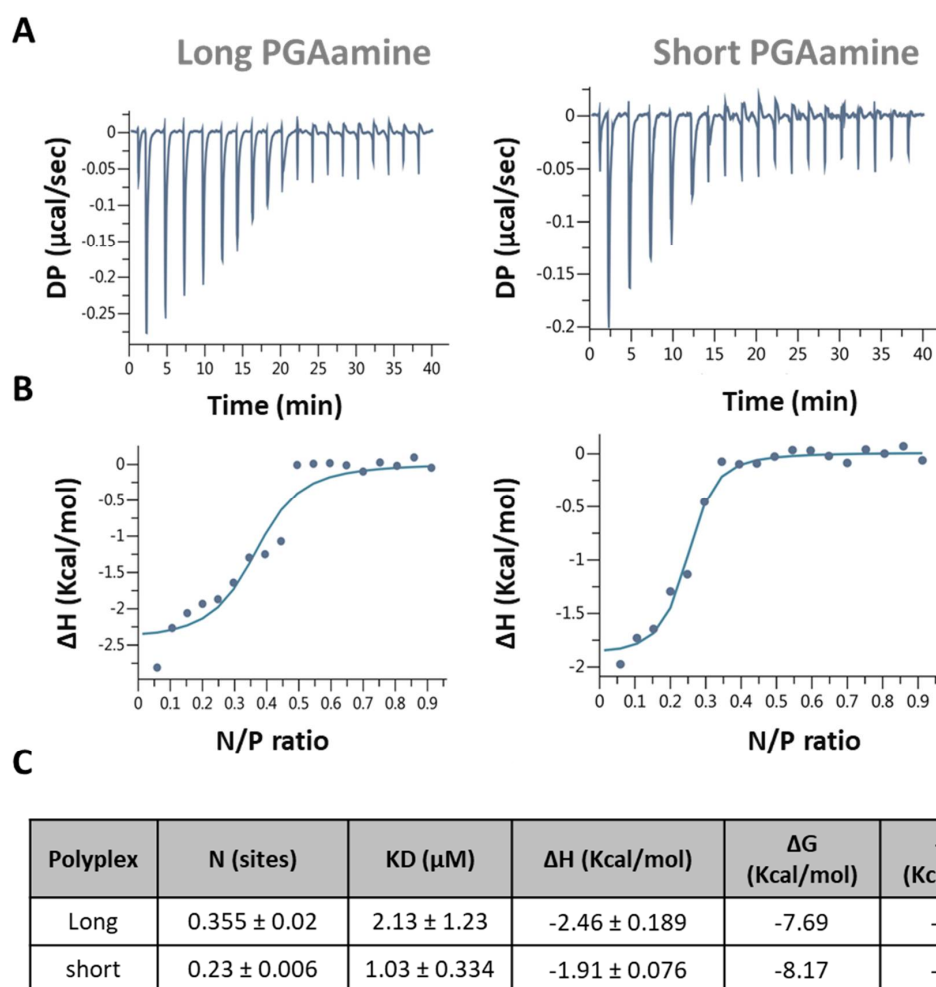 A
Long PGAamine Short PGAamine
DP (µcal/sec)
0
-0.05
-0.1
-0.15
-0.2
-0.25
0 5 10 15 20 25 30 35 40
Time (min)
DP (µcal/sec)
0
-0.05
-0.1
-0.15
-0.2
0 5 10 15 20 25 30 35 40
Time (min)
B
ΔH (Kcal/mol)
0
-0.5
-1
-1.5
-2
-2.5
0 0.1 0.2 0.3 0.4 0.5 0.6 0.7 0.8 0.9
N/P ratio
ΔH (Kcal/mol)
0
-0.5
-1
-1.5
-2
0 0.1 0.2 0.3 0.4 0.5 0.6 0.7 0.8 0.9
N/P ratio
C
Polyplex N (sites) KD (µM) ΔH (Kcal/mol) ΔG (Kcal/mol)
Long 0.355 ± 0.02 2.13 ± 1.23 -2.46 ± 0.189 -7.69
short 0.23 ± 0.006 1.03 ± 0.334 -1.91 ± 0.076 -8.17